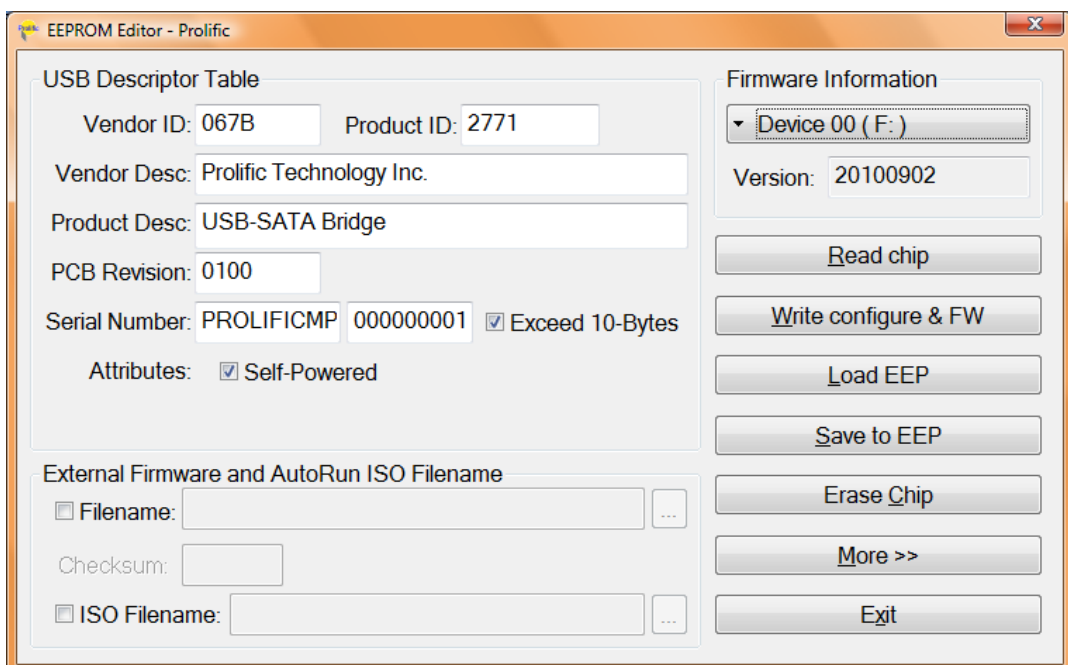 Prolific EEPROM Editor - Prolific
USB Descriptor Table
Vendor ID: 067B Product ID: 2771
Vendor Desc: Prolific Technology Inc.
Product Desc: USB-SATA Bridge
PCB Revision: 0100
Serial Number: PROLIFICMP 000000001 Exceed 10-Bytes
Attributes: Self-Powered
External Firmware and AutoRun ISO Filename
Filename: ...
Checksum:
ISO Filename: ...
Firmware Information
Device 00 ( F: )
Version: 20100902
Read chip
Write configure & FW
Load EEP
Save to EEP
Erase Chip
More >>
Exit